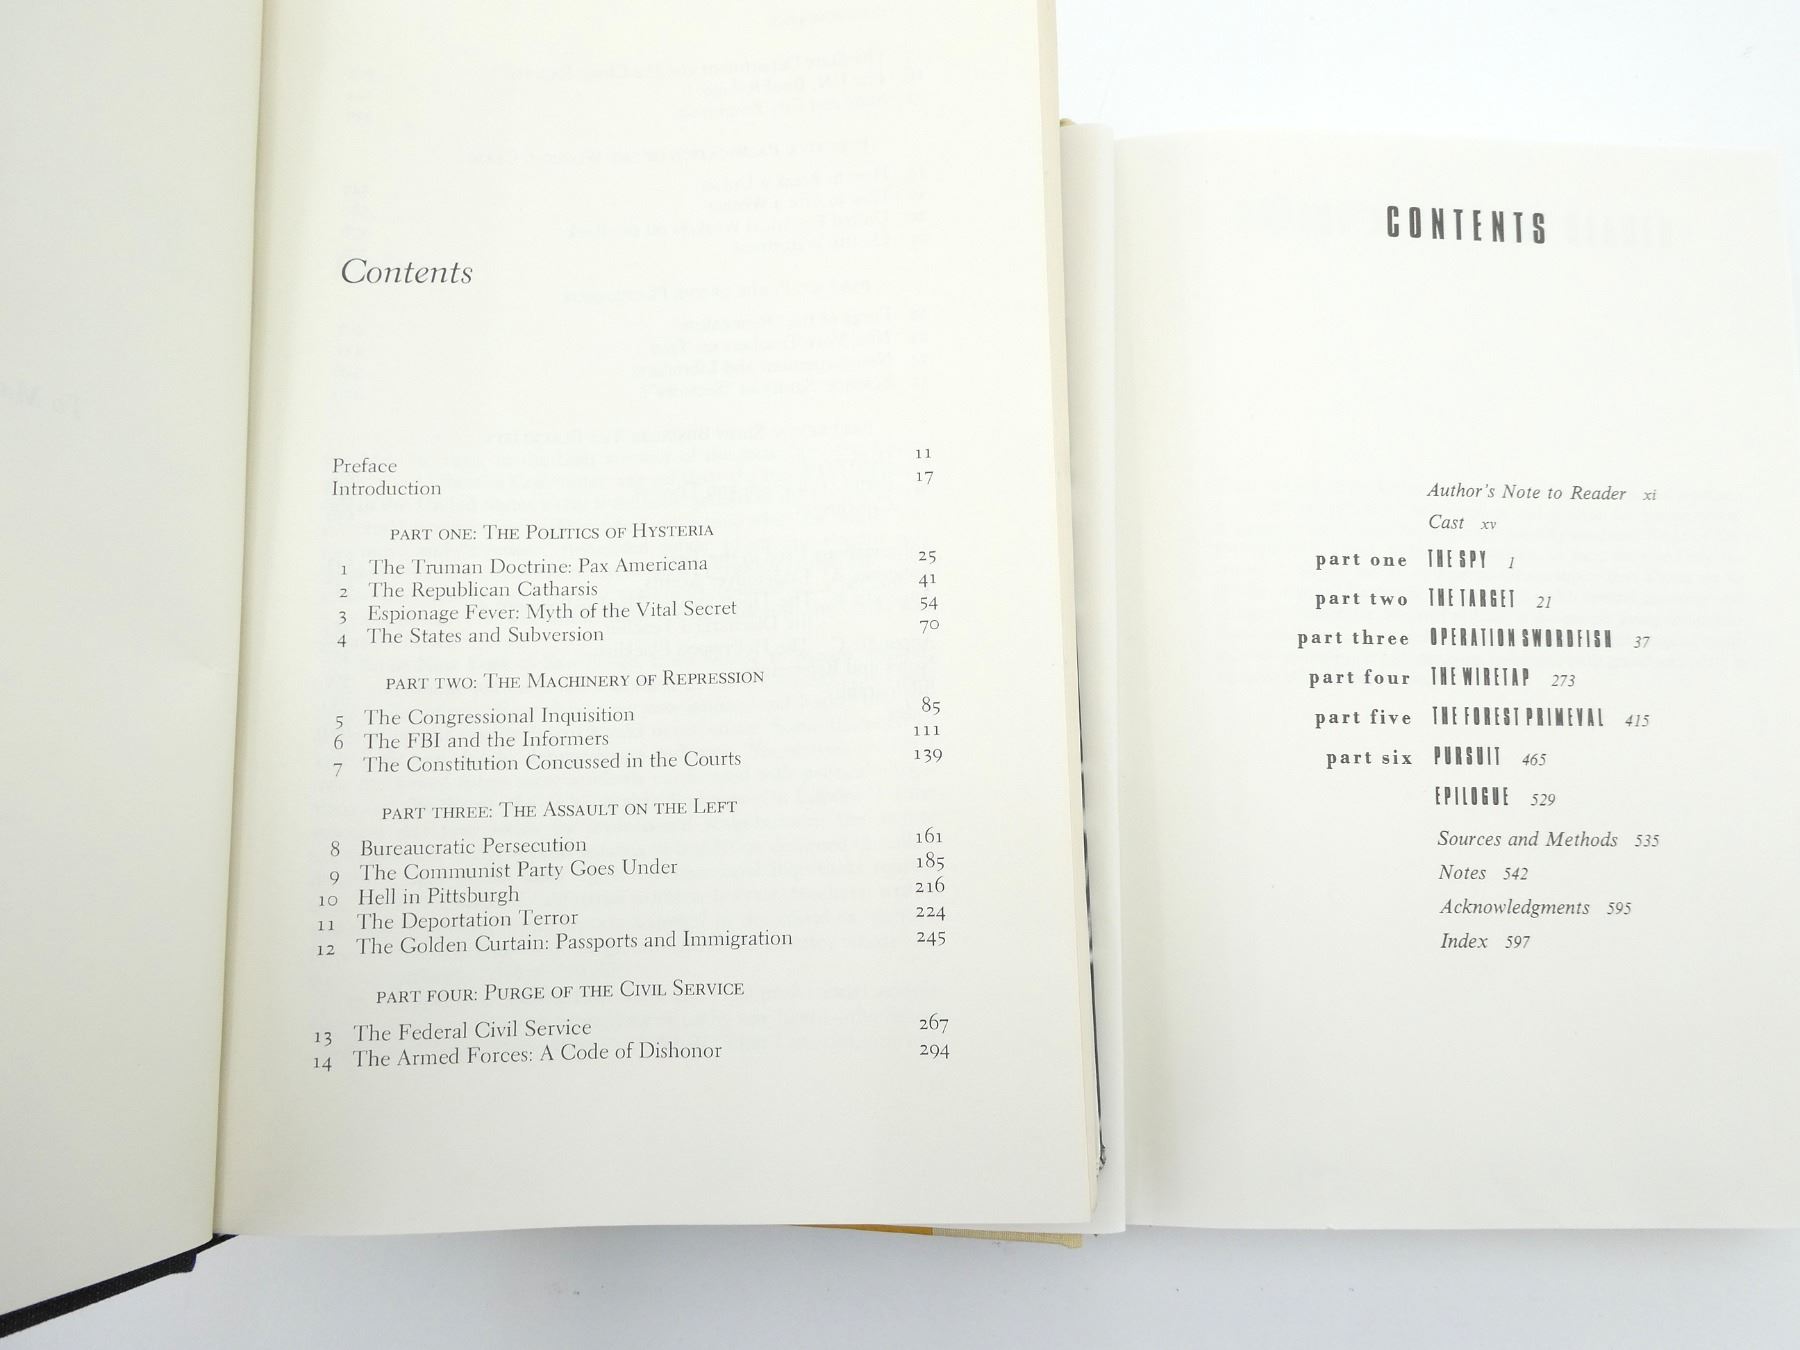 Contents
Preface 11
Introduction 17
PART ONE: THE POLITICS OF HYSTERIA
1 The Truman Doctrine: Pax Americana 25
2 The Republican Catharsis 41
3 Espionage Fever: Myth of the Vital Secret 54
4 The States and Subversion 70
PART TWO: THE MACHINERY OF REPRESSION
5 The Congressional Inquisition 85
6 The FBI and the Informers 111
7 The Constitution Concussed in the Courts 139
PART THREE: THE ASSAULT ON THE LEFT
8 Bureaucratic Persecution 161
9 The Communist Party Goes Under 185
10 Hell in Pittsburgh 216
11 The Deportation Terror 224
12 The Golden Curtain: Passports and Immigration 245
PART FOUR: PURGE OF THE CIVIL SERVICE
13 The Federal Civil Service 267
14 The Armed Forces: A Code of Dishonor 294
CONTENTS
Author's Note to Reader xi
Cast xv
part one THE SPY 1
part two THE TARGET 21
part three OPERATION SWORDFISH 37
part four THE WIRETAP 273
part five THE FOREST PRIMEVAL 415
part six PURSUIT 465
EPILOGUE 529
Sources and Methods 535
Notes 542
Acknowledgments 595
Index 597